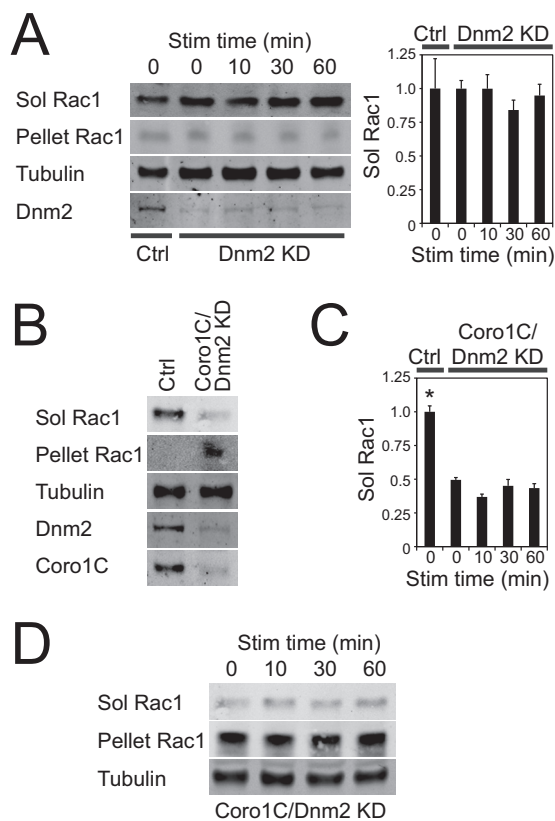 A
Stim time (min)
0 0 10 30 60
Sol Rac1
Pellet Rac1
Tubulin
Dnm2
Ctrl Dnm2 KD
Ctrl Dnm2 KD
1.25
1.0
0.75
0.5
0.25
0
Sol Rac1
0 0 10 30 60
Stim time (min)
B
Ctrl
Coro1C/
Dnm2 KD
Sol Rac1
Pellet Rac1
Tubulin
Dnm2
Coro1C
C
Coro1C/
Ctrl Dnm2 KD
1.25
1.0
0.75
0.5
0.25
0
*
Sol Rac1
0 0 10 30 60
Stim time (min)
D
Stim time (min)
0 10 30 60
Sol Rac1
Pellet Rac1
Tubulin
Coro1C/Dnm2 KD